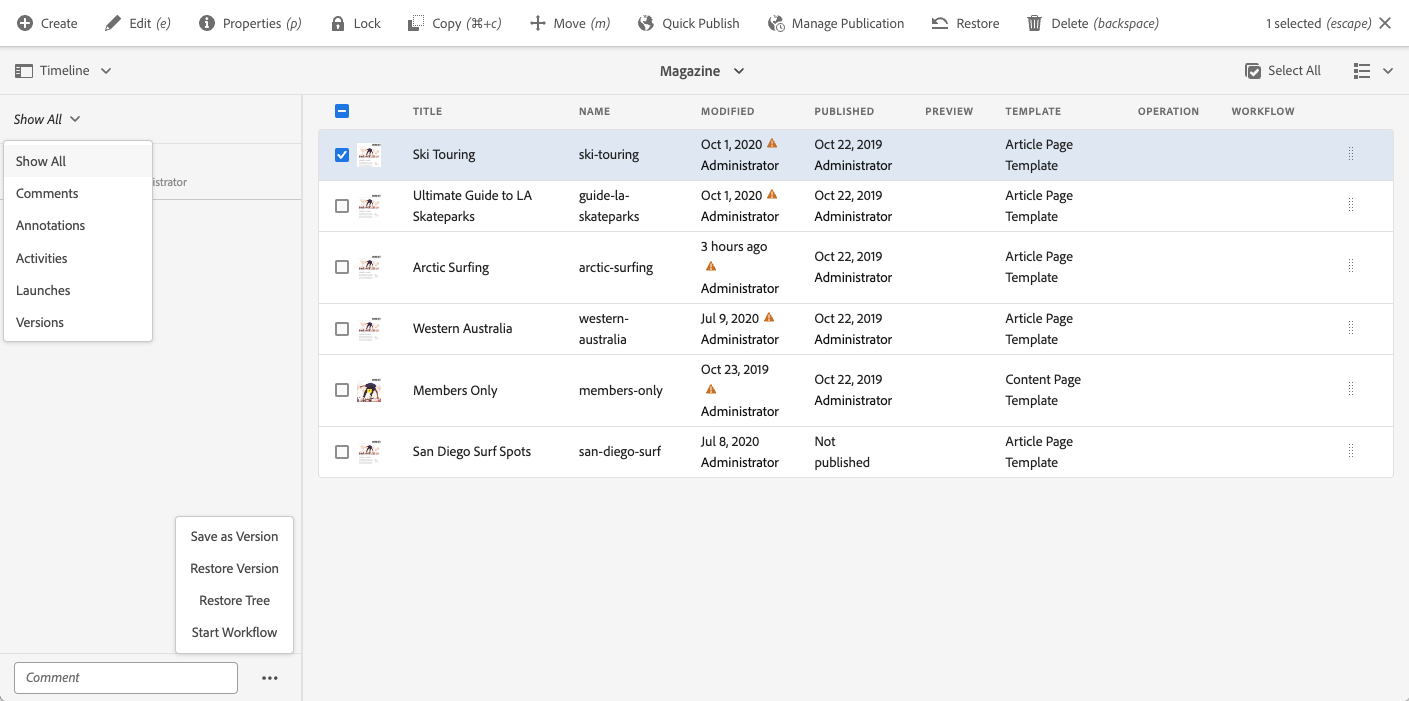 Create Edit (e) Properties (p) Lock Copy (⌘+c) Move (m) Quick Publish Manage Publication Restore Delete (backspace) 1 selected (escape)
Timeline Magazine Select All
Show All
Show All
Comments
Annotations
Activities
Launches
Versions
istrator
Save as Version
Restore Version
Restore Tree
Start Workflow
Comment
TITLE NAME MODIFIED PUBLISHED PREVIEW TEMPLATE OPERATION WORKFLOW
Ski Touring ski-touring Oct 1, 2020 Oct 22, 2019 Article Page
Administrator Administrator Template
Ultimate Guide to LA guide-la- Oct 1, 2020 Oct 22, 2019 Article Page
Skateparks skateparks Administrator Administrator Template
3 hours ago
Arctic Surfing arctic-surfing Oct 22, 2019 Article Page
Administrator Administrator Template
Western Australia western- Jul 9, 2020 Oct 22, 2019 Article Page
australia Administrator Administrator Template
Oct 23, 2019
Members Only members-only Oct 22, 2019 Content Page
Administrator Administrator Template
San Diego Surf Spots san-diego-surf Jul 8, 2020 Not Article Page
Administrator published Template